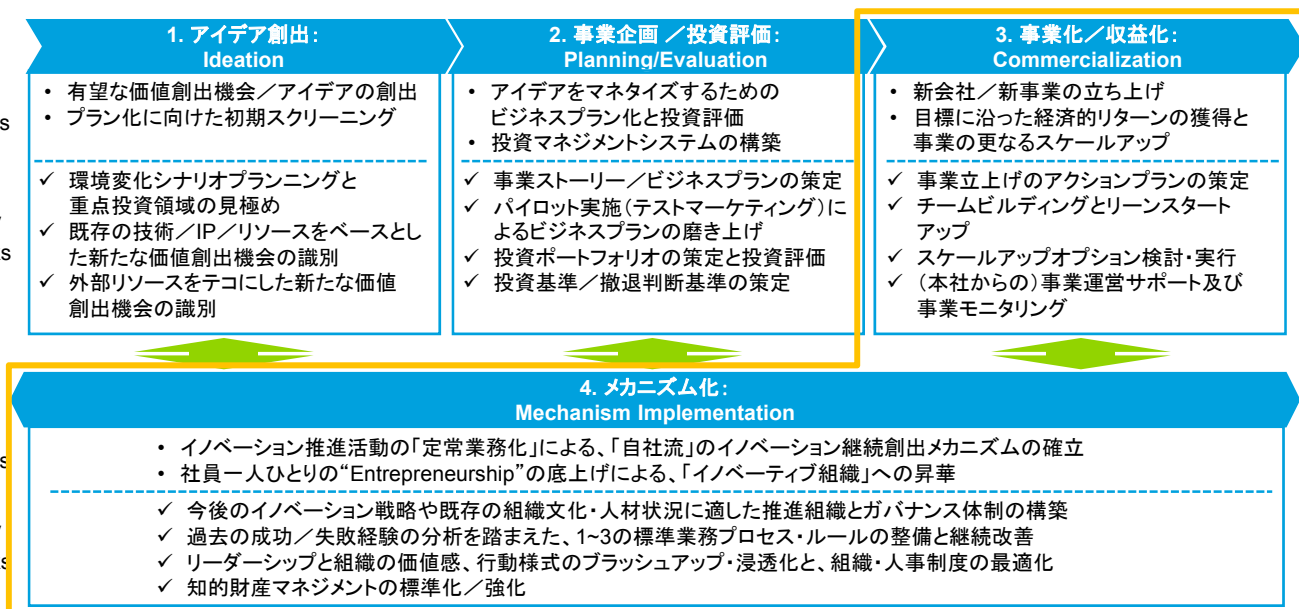 1. アイデア創出:
Ideation
• 有望な価値創出機会／アイデアの創出
• プラン化に向けた初期スクリーニング
✓ 環境変化シナリオプランニングと
重点投資領域の見極め
✓ 既存の技術／IP／リソースをベースとし
た新たな価値創出機会の識別
✓ 外部リソースをテコにした新たな価値
創出機会の識別
2. 事業企画 ／投資評価:
Planning/Evaluation
• アイデアをマネタイズするための
ビジネスプラン化と投資評価
• 投資マネジメントシステムの構築
✓ 事業ストーリー／ビジネスプランの策定
✓ パイロット実施（テストマーケティング）に
よるビジネスプランの磨き上げ
✓ 投資ポートフォリオの策定と投資評価
✓ 投資基準／撤退判断基準の策定
3. 事業化／収益化:
Commercialization
• 新会社／新事業の立ち上げ
• 目標に沿った経済的リターンの獲得と
事業の更なるスケールアップ
✓ 事業立上げのアクションプランの策定
✓ チームビルディングとリーンスタート
アップ
✓ スケールアップオプション検討・実行
✓ （本社からの）事業運営サポート及び
事業モニタリング
4. メカニズム化:
Mechanism Implementation
• イノベーション推進活動の「定常業務化」による、「自社流」のイノベーション継続創出メカニズムの確立
• 社員一人ひとりの“Entrepreneurship”の底上げによる、「イノベーティブ組織」への昇華
✓ 今後のイノベーション戦略や既存の組織文化・人材状況に適した推進組織とガバナンス体制の構築
✓ 過去の成功／失敗経験の分析を踏まえた、1~3の標準業務プロセス・ルールの整備と継続改善
✓ リーダーシップと組織の価値感、行動様式のブラッシュアップ・浸透化と、組織・人事制度の最適化
✓ 知的財産マネジメントの標準化／強化